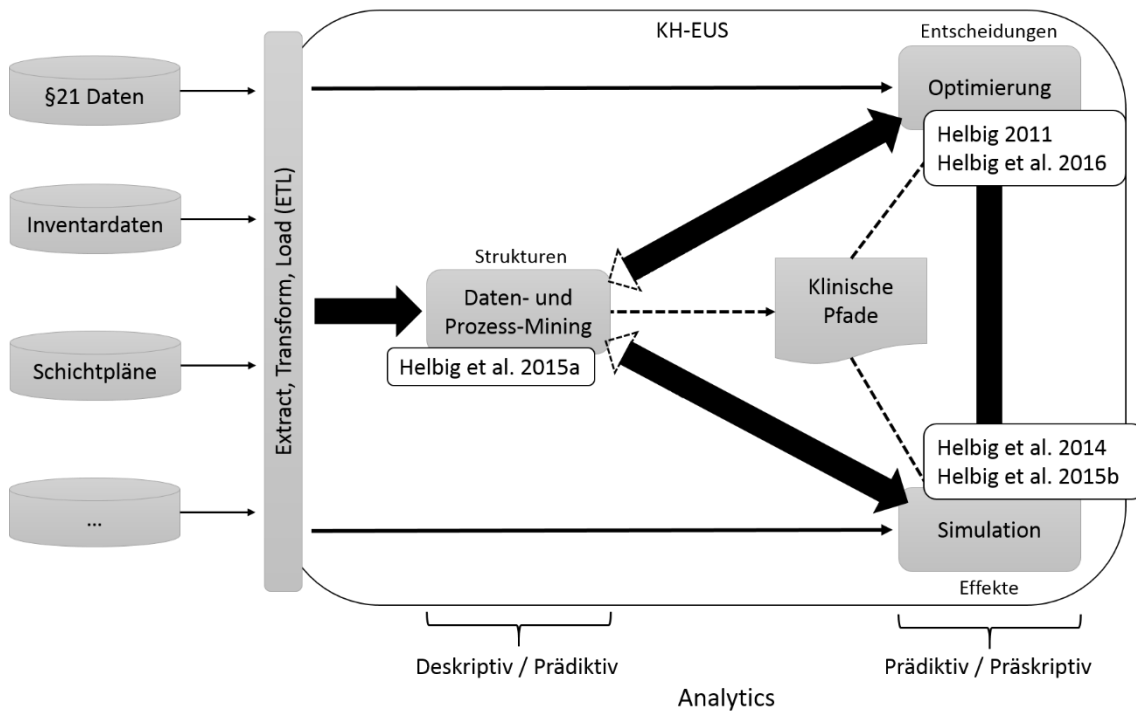 KH-EUS
Entscheidungen
§21 Daten
Optimierung
Helbig 2011
Helbig et al. 2016
Inventardaten
Extract, Transform, Load (ETL)
Strukturen
Daten- und
Prozess-Mining
Helbig et al. 2015a
Klinische
Pfade
Schichtpläne
Helbig et al. 2014
Helbig et al. 2015b
...
Simulation
Effekte
Deskriptiv / Prädiktiv
Prädiktiv / Präskriptiv
Analytics